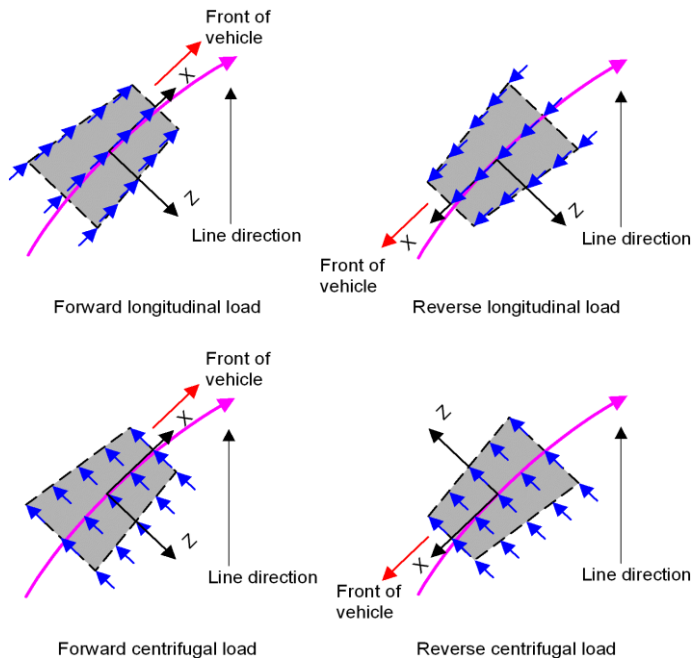 Front of
vehicle
X
Z
Line direction
Forward longitudinal load
X
Z
Line direction
Front of
vehicle
Reverse longitudinal load
Front of
vehicle
X
Z
Line direction
Forward centrifugal load
Z
X
Line direction
Front of
vehicle
Reverse centrifugal load